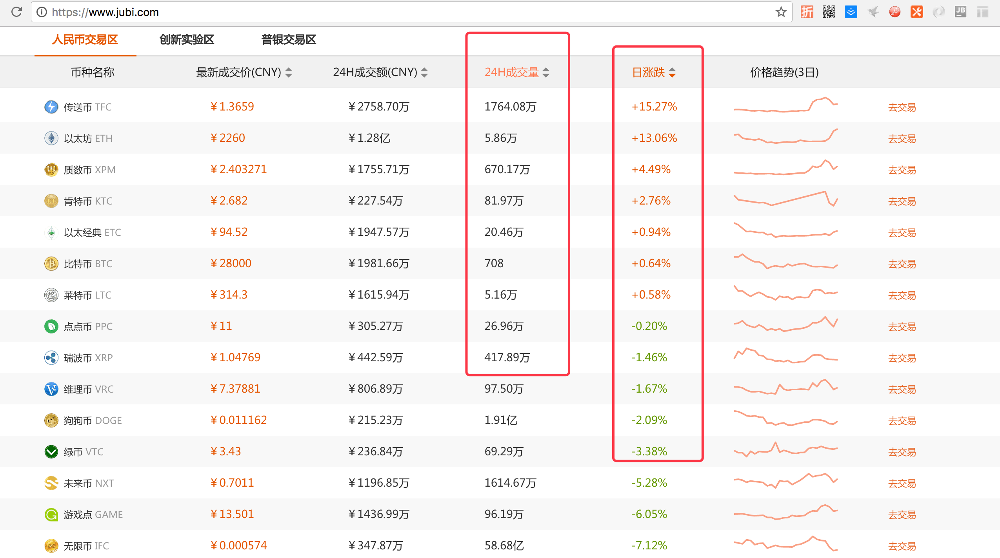 https://www.jubi.com
折
JB
人民币交易区 创新实验区 普银交易区
币种名称 最新成交价(CNY) 24H成交额(CNY) 24H成交量 日涨跌 价格趋势(3日)
传送币 TFC ¥1.3659 ¥2758.70万 1764.08万 +15.27% 去交易
以太坊 ETH ¥2260 ¥1.28亿 5.86万 +13.06% 去交易
质数币 XPM ¥2.403271 ¥1755.71万 670.17万 +4.49% 去交易
肯特币 KTC ¥2.682 ¥227.54万 81.97万 +2.76% 去交易
以太经典 ETC ¥94.52 ¥1947.57万 20.46万 +0.94% 去交易
比特币 BTC ¥28000 ¥1981.66万 708 +0.64% 去交易
莱特币 LTC ¥314.3 ¥1615.94万 5.16万 +0.58% 去交易
点点币 PPC ¥11 ¥305.27万 26.96万 -0.20% 去交易
瑞波币 XRP ¥1.04769 ¥442.59万 417.89万 -1.46% 去交易
维理币 VRC ¥7.37881 ¥806.89万 97.50万 -1.67% 去交易
狗狗币 DOGE ¥0.011162 ¥215.23万 1.91亿 -2.09% 去交易
绿币 VTC ¥3.43 ¥236.84万 69.29万 -3.38% 去交易
未来币 NXT ¥0.7011 ¥1196.85万 1614.67万 -5.28% 去交易
游戏点 GAME ¥13.501 ¥1436.99万 96.19万 -6.05% 去交易
无限币 IFC ¥0.000574 ¥347.87万 58.68亿 -7.12% 去交易